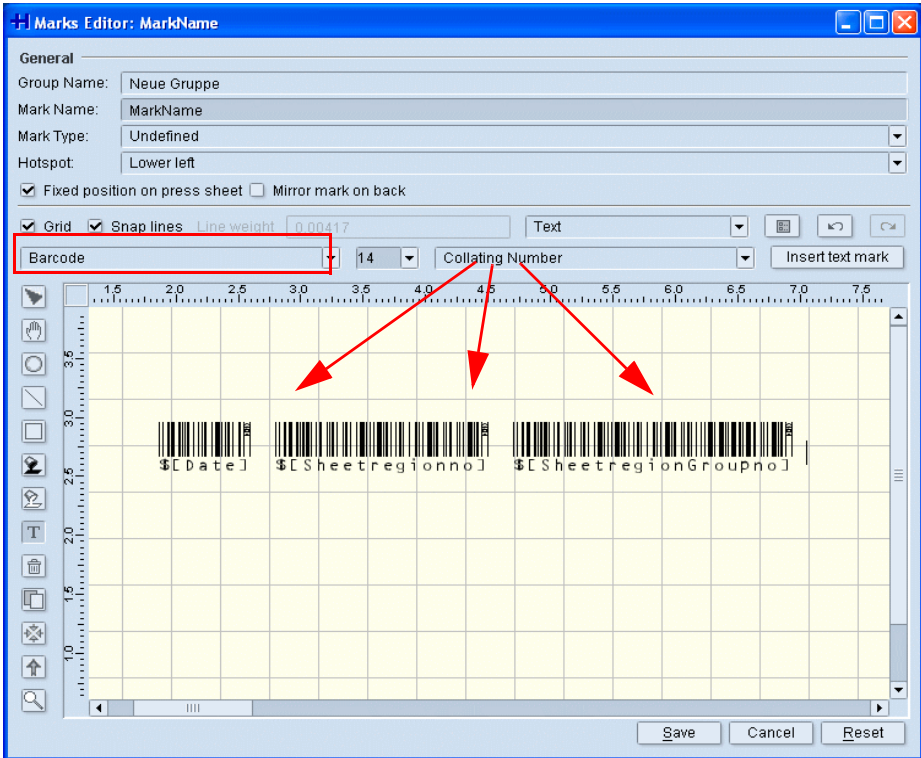 Marks Editor: MarkName
General
Group Name: Neue Gruppe
Mark Name: MarkName
Mark Type: Undefined
Hotspot: Lower left
Fixed position on press sheet Mirror mark on back
Grid Snap lines Line weight 0.00417 Text
Barcode 14 Collating Number Insert text mark
1.5 2.0 2.5 3.0 3.5 4.0 4.5 5.0 5.5 6.0 6.5 7.0 7.5
3.5
3.0
2.5
2.0
1.5
1.0
$[Date] $[Sheetregionno] $[SheetregionGroupno]
T
Save Cancel Reset